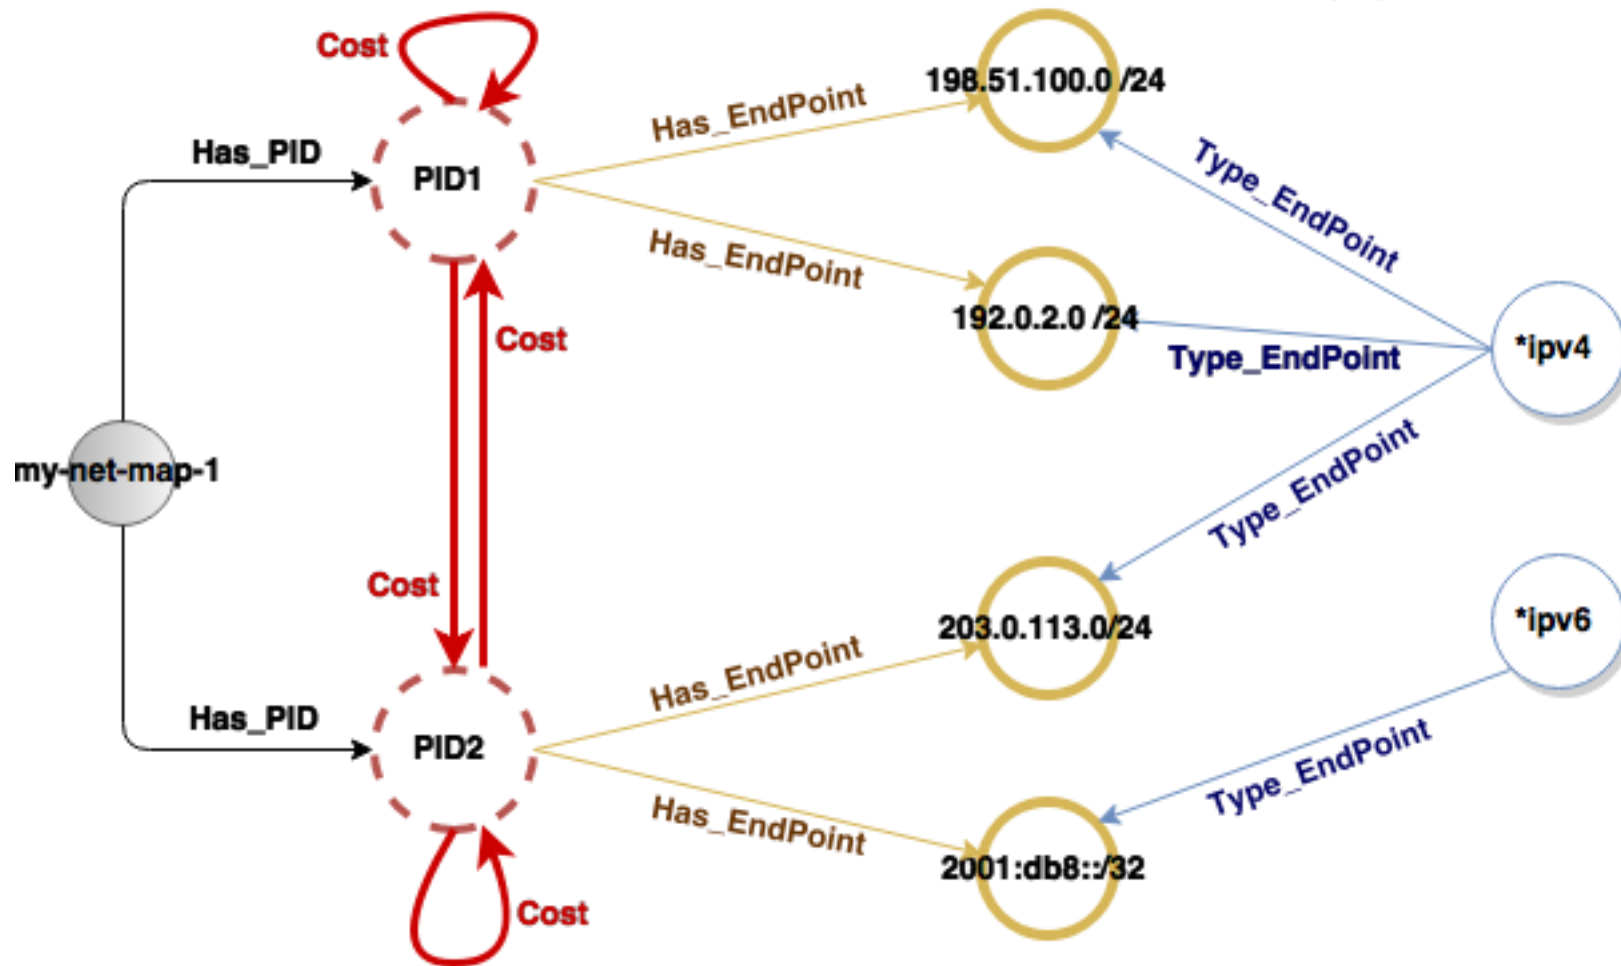 Cost
198.51.100.0 /24
Has_EndPoint
Has_PID
PID1
Type_EndPoint
Has_EndPoint
192.0.2.0 /24
Cost
Type_EndPoint
*ipv4
my-net-map-1
Type_EndPoint
Cost
203.0.113.0/24
*ipv6
Has_EndPoint
Has_PID
PID2
Type_EndPoint
Has_EndPoint
2001:db8::/32
Cost